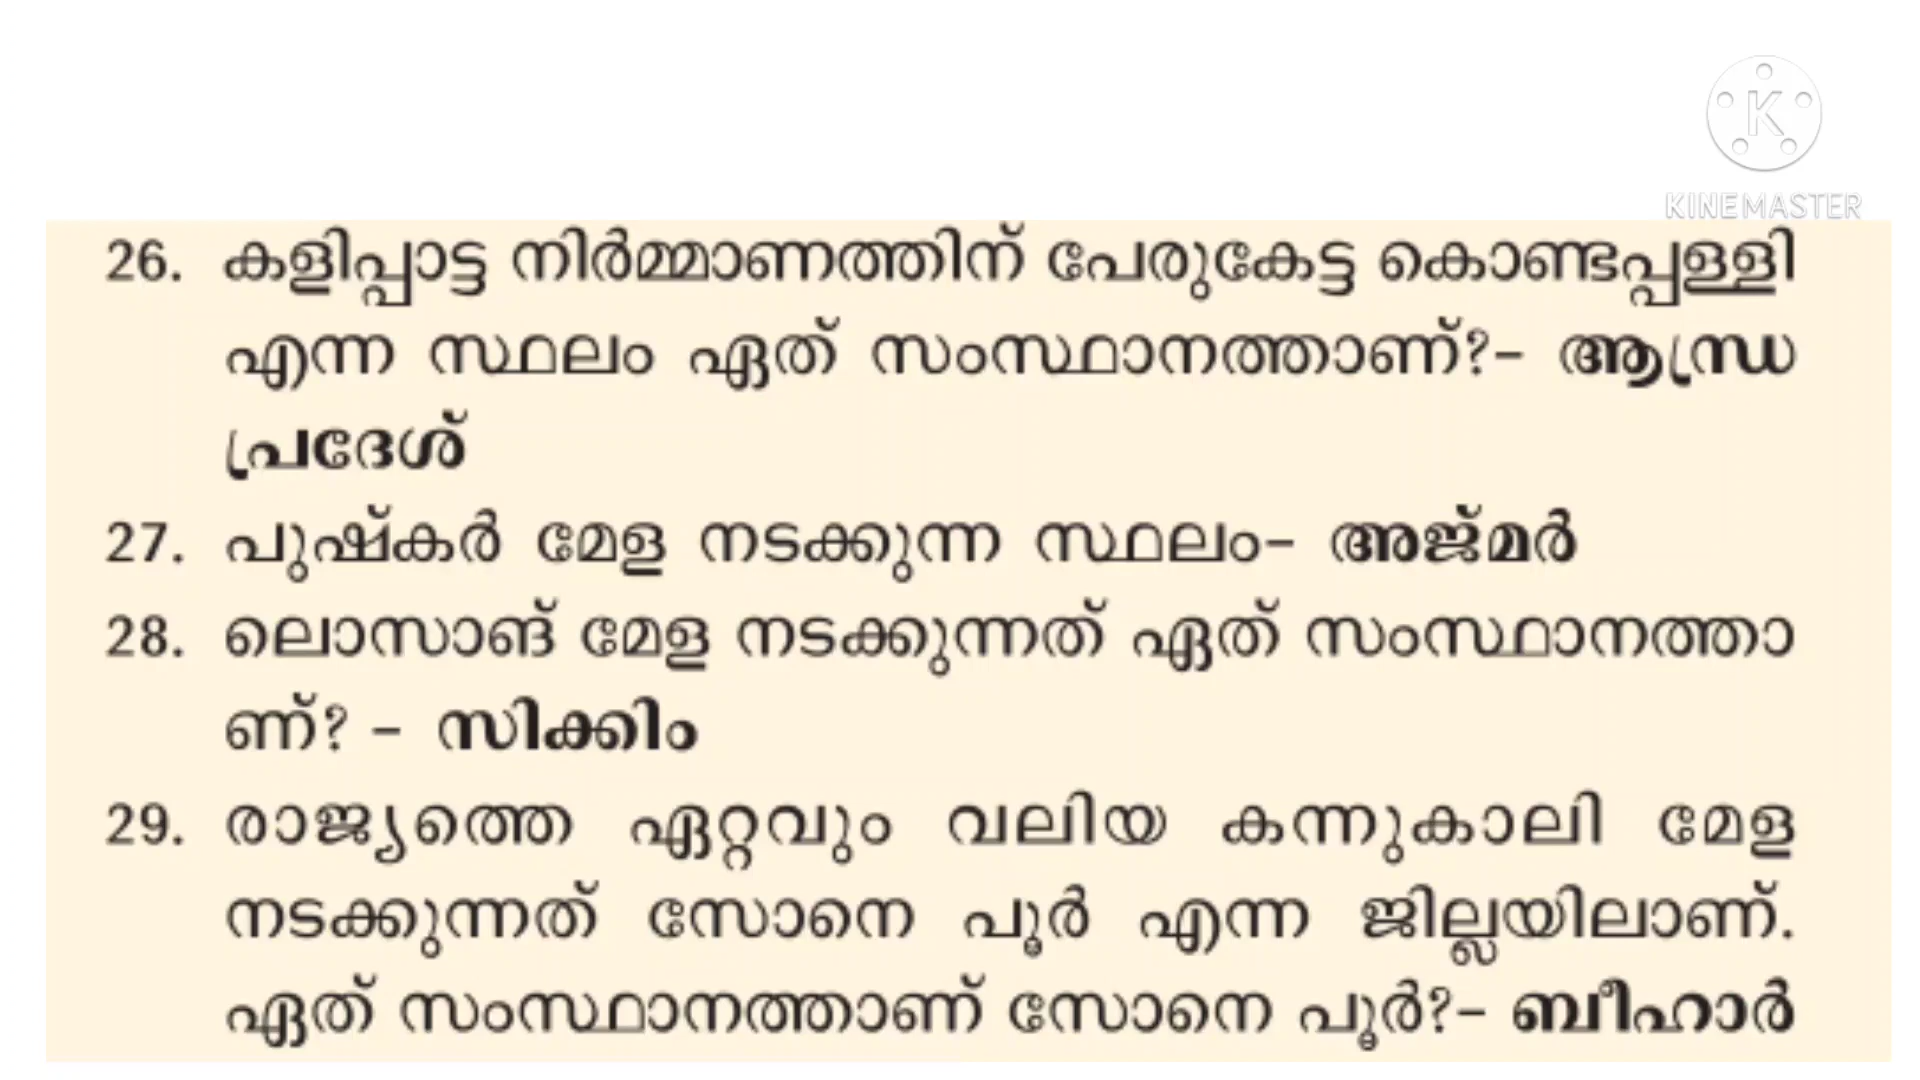 KINEMASTER
26. കളിപ്പാട്ട നിർമ്മാണത്തിന് പേരുകേട്ട കൊണ്ടപ്പള്ളി
എന്ന സ്ഥലം ഏത് സംസ്ഥാനത്താണ്?- ആന്ധ്ര
പ്രദേശ്
27. പുഷ്കർ മേള നടക്കുന്ന സ്ഥലം- അജ്മർ
28. ലൊസാങ് മേള നടക്കുന്നത് ഏത് സംസ്ഥാനത്താ
ണ്? - സിക്കിം
29. രാജ്യത്തെ ഏറ്റവും വലിയ കന്നുകാലി മേള
നടക്കുന്നത് സോനെ പൂർ എന്ന ജില്ലയിലാണ്.
ഏത് സംസ്ഥാനത്താണ് സോനെ പൂർ?- ബീഹാർ